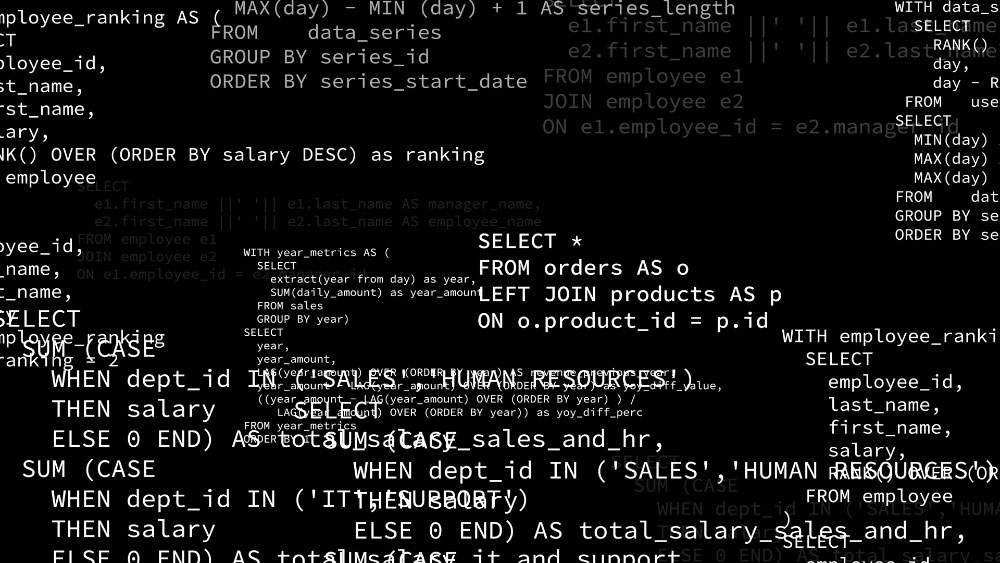 mployee_ranking AS (
CT
ployee_id,
st_name,
rst_name,
lary,
NK() OVER (ORDER BY salary DESC) as ranking
employee
MAX(day) - MIN (day) + 1 AS series_length
FROM data_series
GROUP BY series_id
ORDER BY series_start_date
e1.first_name ||' '|| e1.last_name
e2.first_name ||' '|| e2.last_name
FROM employee e1
JOIN employee e2
ON e1.employee_id = e2.manager_id
WITH data_s
SELECT
RANK()
day,
day - R
FROM use
SELECT
MIN(day)
MAX(day)
MAX(day)
FROM dat
GROUP BY se
ORDER BY se
SELECT
e1.first_name ||' '|| e1.last_name AS manager_name,
e2.first_name ||' '|| e2.last_name AS employee_name
FROM employee e1
JOIN employee e2
ON e1.employee_id = e2.manager_id
oyee_id,
_name,
t_name,
y,
mployee_ranking
ranking = 2
WITH year_metrics AS (
SELECT
extract(year from day) as year,
SUM(daily_amount) as year_amount
FROM sales
GROUP BY year)
SELECT
year,
year_amount,
LAG(year_amount) OVER (ORDER BY year) AS revenue_previous_year,
year_amount - LAG(year_amount) OVER (ORDER BY year) as yoy_diff_value,
((year_amount - LAG(year_amount) OVER (ORDER BY year) ) /
LAG(year_amount) OVER (ORDER BY year)) as yoy_diff_perc
FROM year_metrics
ORDER BY 1
SELECT *
FROM orders AS o
LEFT JOIN products AS p
ON o.product_id = p.id
SELECT
SUM (CASE
WHEN dept_id IN ('SALES','HUMAN RESOURCES')
THEN salary
ELSE 0 END) AS total_salary_sales_and_hr,
SUM (CASE
WHEN dept_id IN ('IT','SUPPORT')
THEN salary
ELSE 0 END) AS total_salary_it_and_support
SELECT
SUM (CASE
WHEN dept_id IN ('SALES','HUMAN RESOURCES')
THEN salary
ELSE 0 END) AS total_salary_sales_and_hr,
SUM (CASE
WITH employee_ranki
SELECT
employee_id,
last_name,
first_name,
salary,
RANK() OVER (OR
FROM employee
)
SELECT
employee_id
SELECT
SUM (CASE
WHEN dept_id IN ('SALES','HUMA
THEN salary
ELSE 0 END) AS total_salary_sa